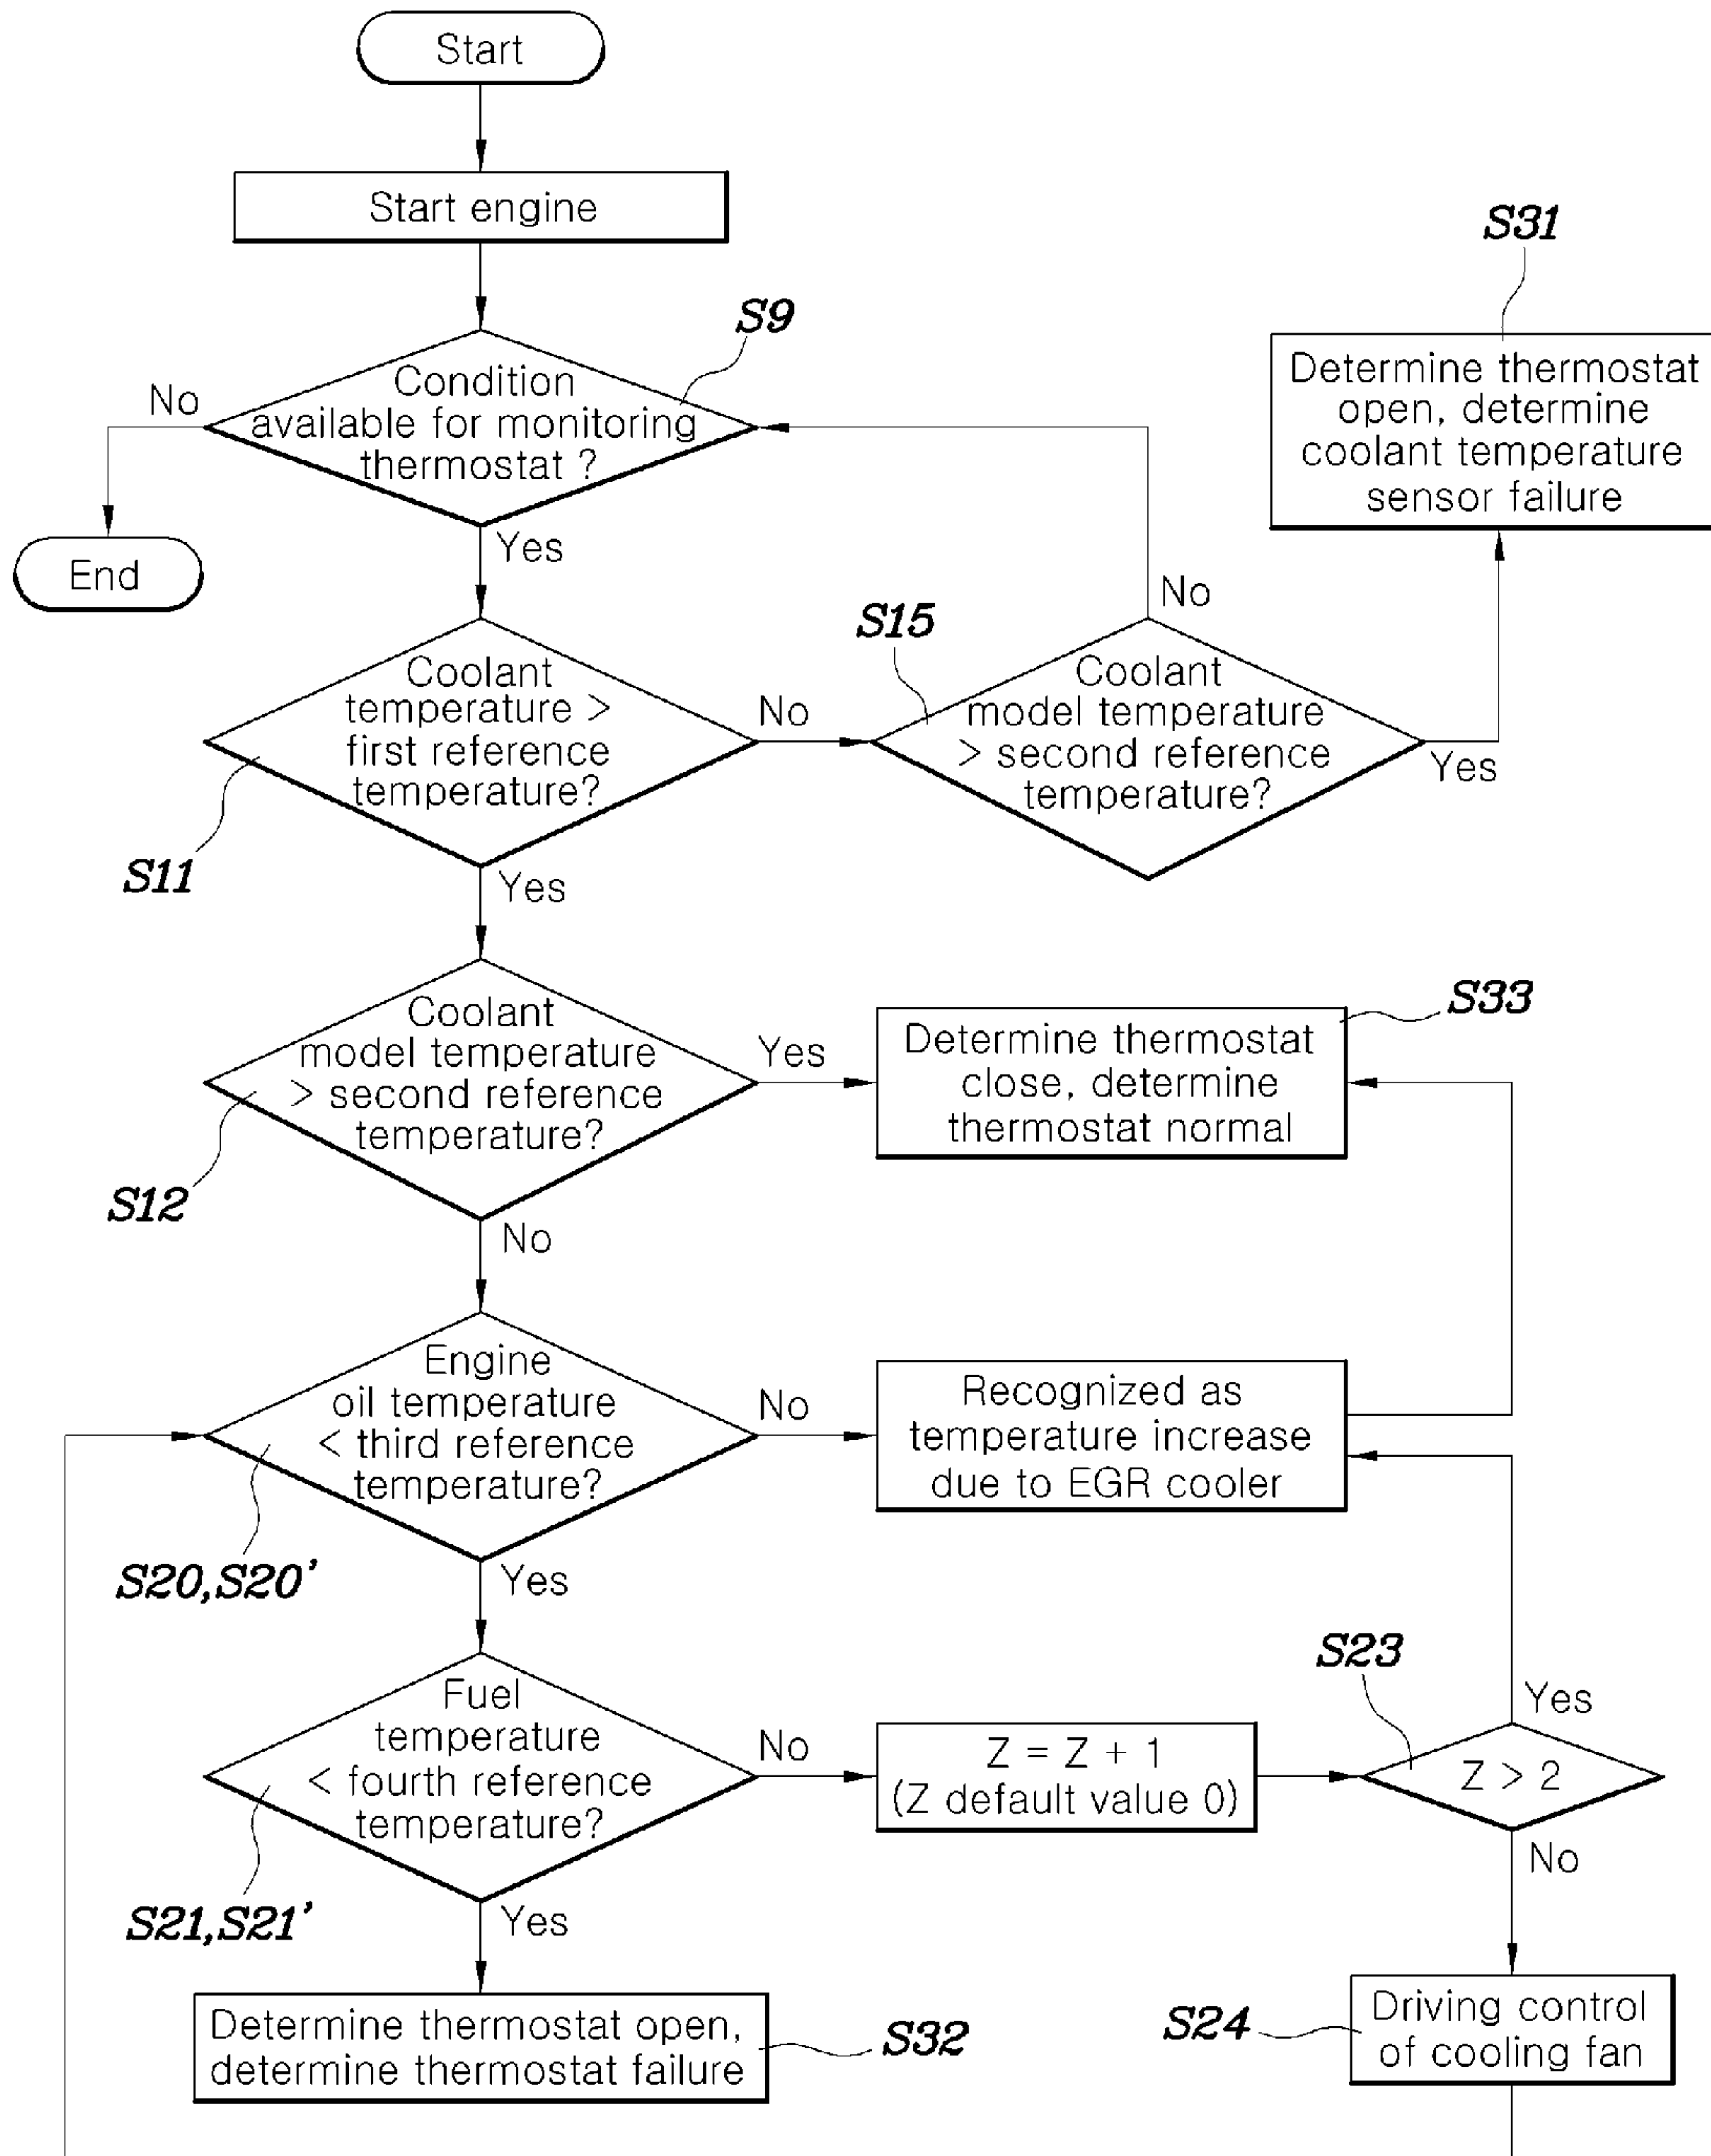 Start
Start engine
S9
Condition
available for monitoring
thermostat ?
No
End
Yes
S31
Determine thermostat
open, determine
coolant temperature
sensor failure
Coolant
temperature >
first reference
temperature?
S11
No
Yes
S15
Coolant
model temperature
> second reference
temperature?
No
Yes
Coolant
model temperature
> second reference
temperature?
S12
Yes
No
S33
Determine thermostat
close, determine
thermostat normal
Engine
oil temperature
< third reference
temperature?
S20,S20'
No
Yes
Recognized as
temperature increase
due to EGR cooler
Fuel
temperature
< fourth reference
temperature?
S21,S21'
No
Yes
Z = Z + 1
(Z default value 0)
S23
Z > 2
Yes
No
Determine thermostat open,
determine thermostat failure
S32
S24
Driving control
of cooling fan